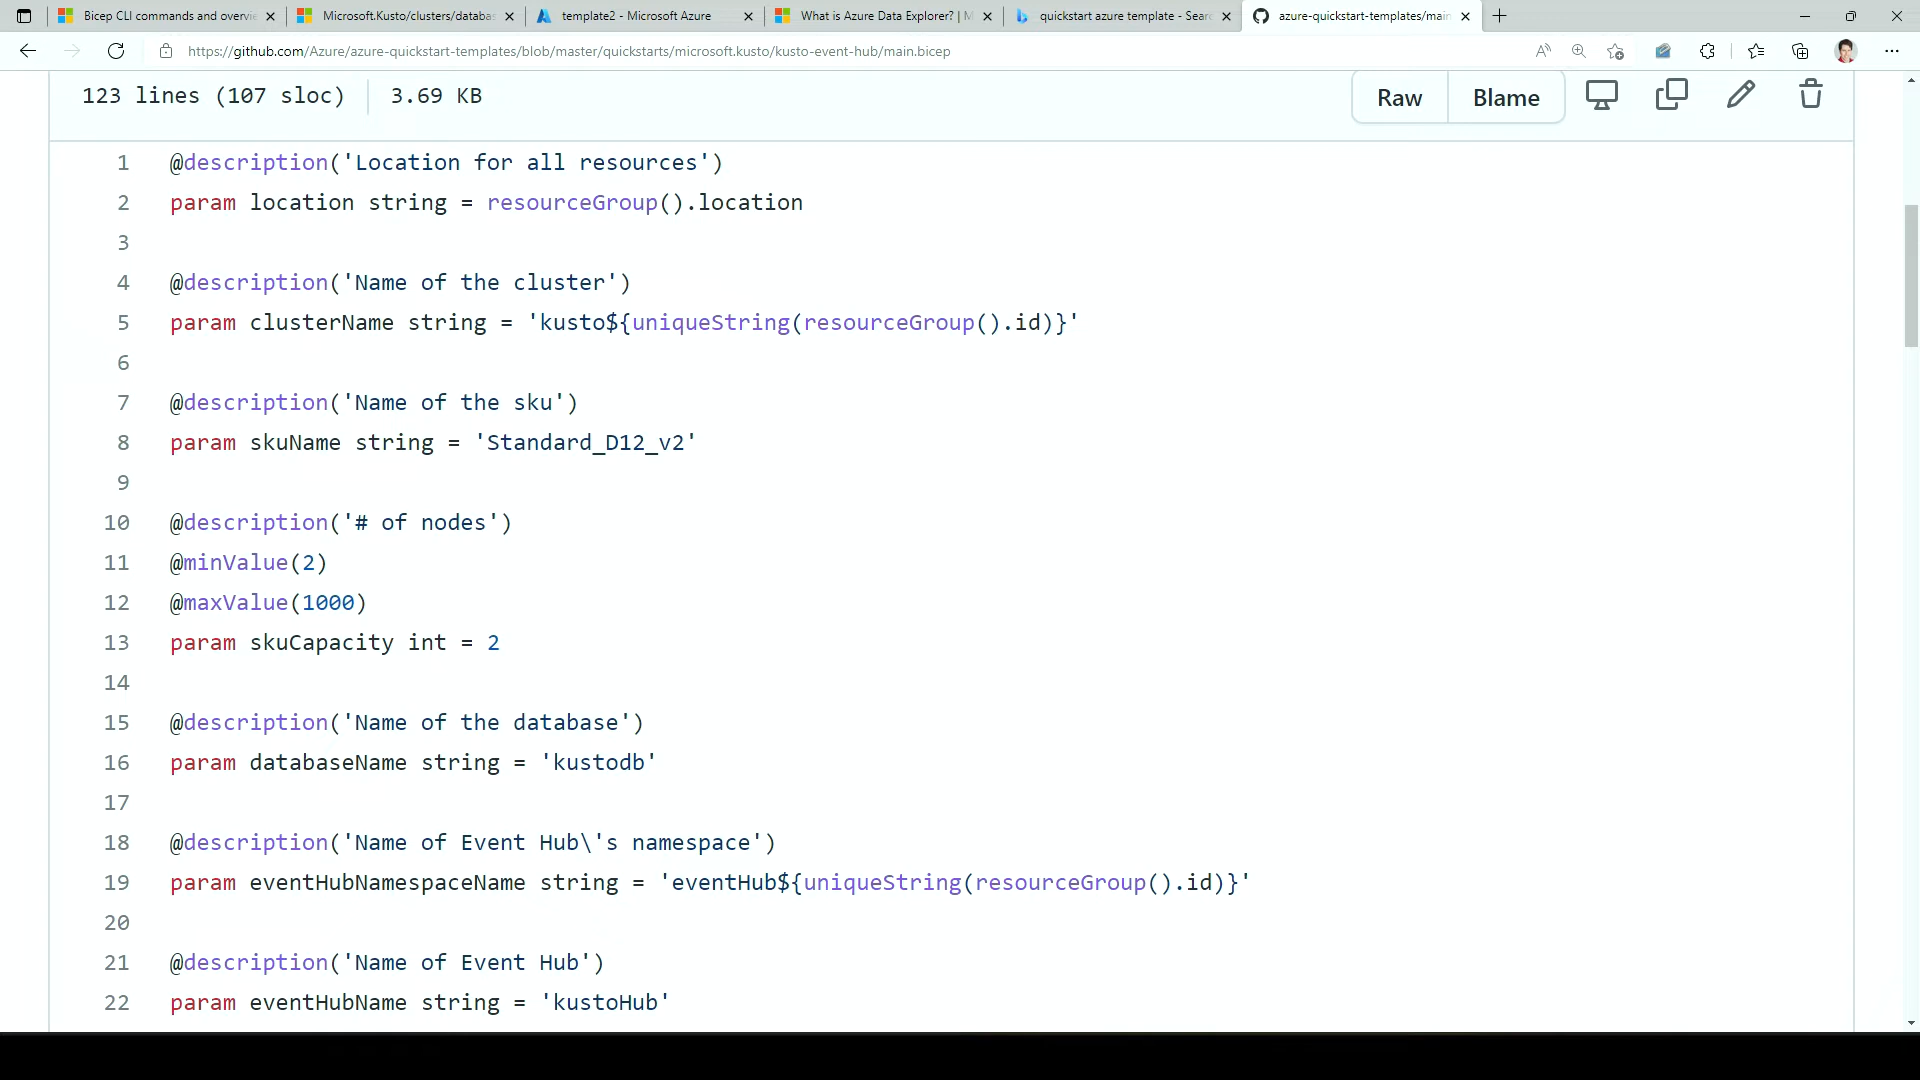 Bicep CLI commands and overvie
Microsoft.Kusto/clusters/databas
template2 - Microsoft Azure
What is Azure Data Explorer? | M
quickstart azure template - Sear
azure-quickstart-templates/main
https://github.com/Azure/azure-quickstart-templates/blob/master/quickstarts/microsoft.kusto/kusto-event-hub/main.bicep
123 lines (107 sloc) 3.69 KB
Raw Blame
1 @description('Location for all resources')
2 param location string = resourceGroup().location
3
4 @description('Name of the cluster')
5 param clusterName string = 'kusto${uniqueString(resourceGroup().id)}'
6
7 @description('Name of the sku')
8 param skuName string = 'Standard_D12_v2'
9
10 @description('# of nodes')
11 @minValue(2)
12 @maxValue(1000)
13 param skuCapacity int = 2
14
15 @description('Name of the database')
16 param databaseName string = 'kustodb'
17
18 @description('Name of Event Hub\'s namespace')
19 param eventHubNamespaceName string = 'eventHub${uniqueString(resourceGroup().id)}'
20
21 @description('Name of Event Hub')
22 param eventHubName string = 'kustoHub'